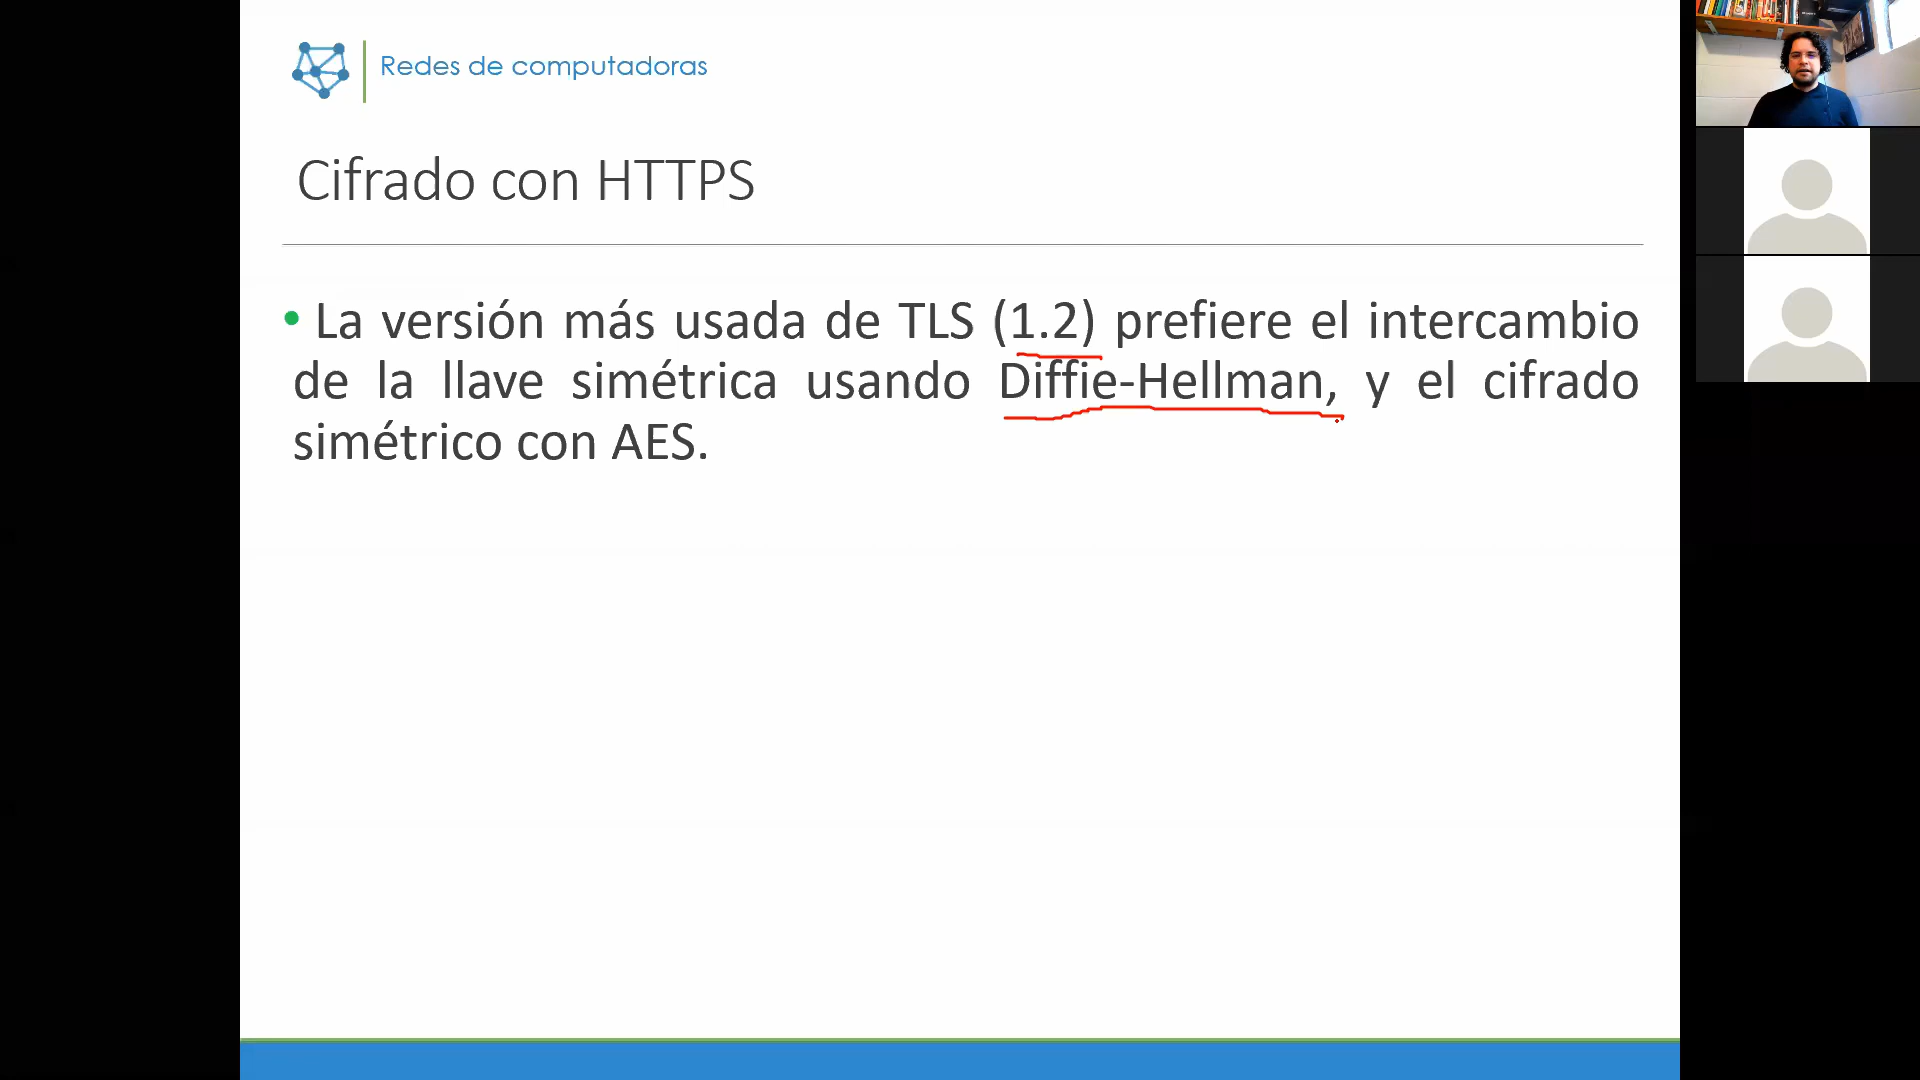 Redes de computadoras
Cifrado con HTTPS
• La versión más usada de TLS (1.2) prefiere el intercambio
de la llave simétrica usando Diffie-Hellman, y el cifrado
simétrico con AES.